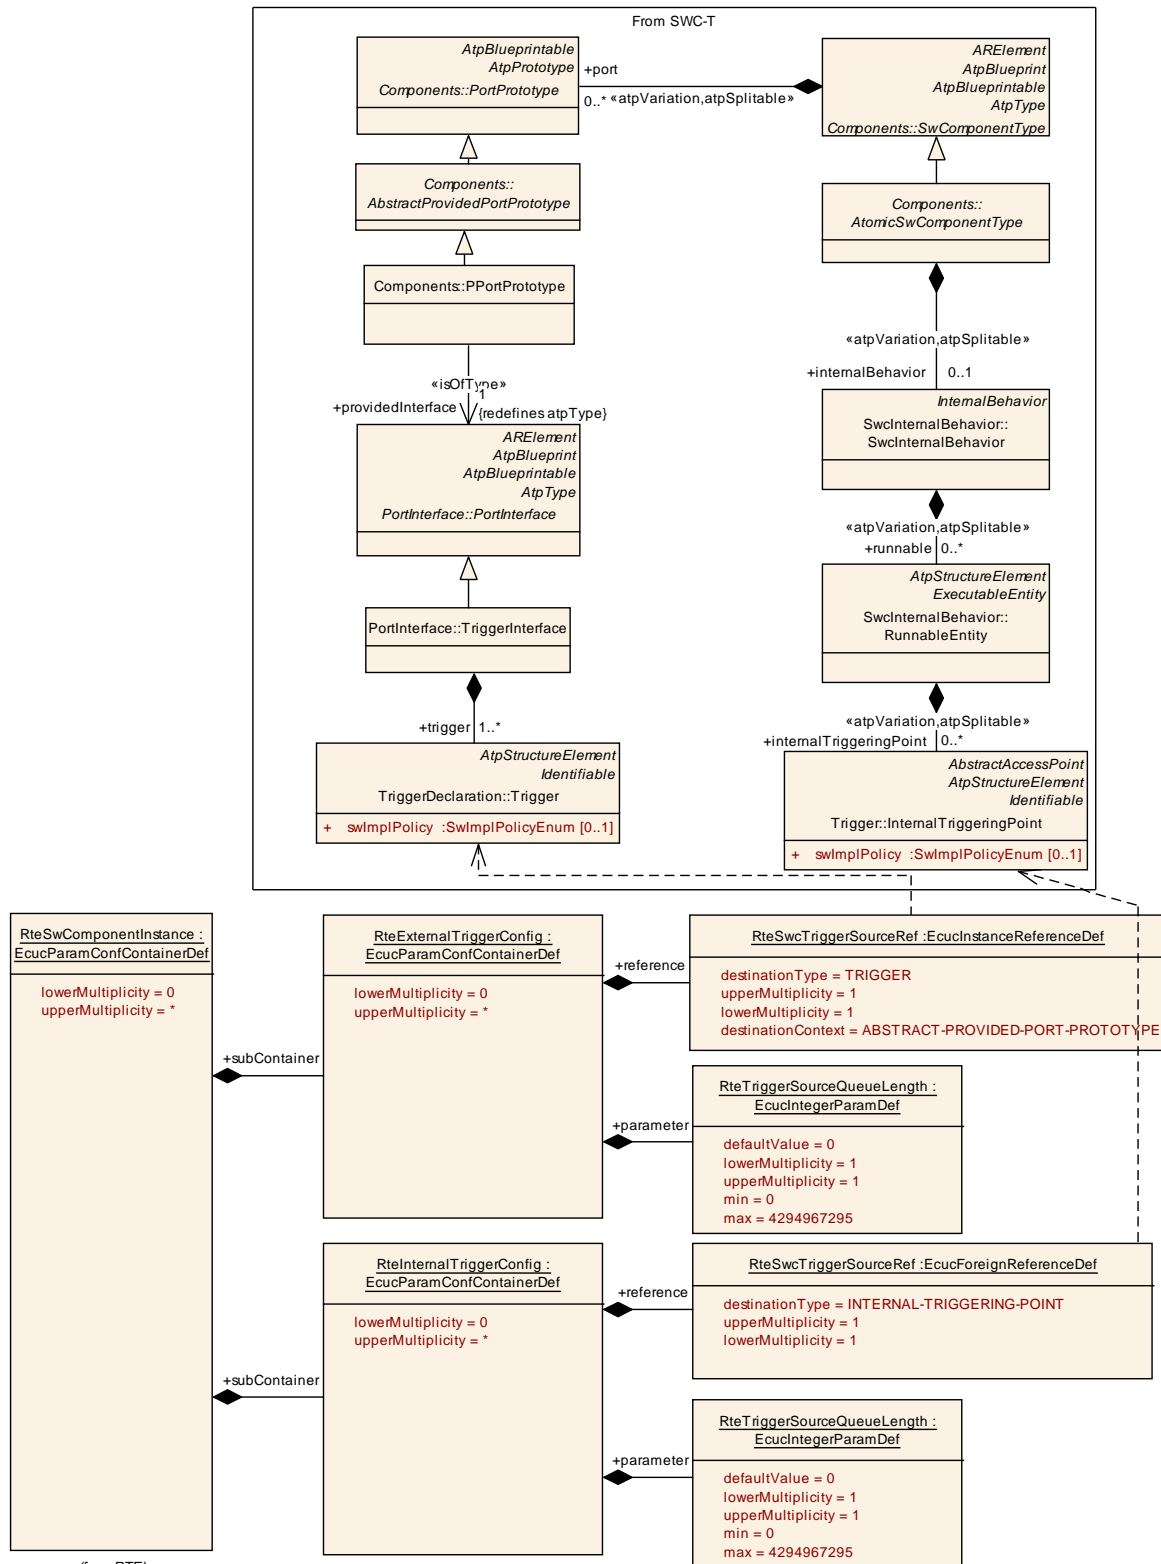 From SWC-T
AtpBlueprintable
AtpPrototype
Components::PortPrototype
+port
0..*
«atpVariation,atpSplitable»
ARElement
AtpBlueprint
AtpBlueprintable
AtpType
Components::SwComponentType
Components::
AbstractProvidedPortPrototype
Components::
AtomicSwComponentType
Components::PPortPrototype
«atpVariation,atpSplitable»
+internalBehavior
0..1
«isOfType»
1
+providedInterface
{redefines atpType}
InternalBehavior
SwcInternalBehavior::
SwcInternalBehavior
ARElement
AtpBlueprint
AtpBlueprintable
AtpType
PortInterface::PortInterface
«atpVariation,atpSplitable»
+runnable
0..*
AtpStructureElement
ExecutableEntity
SwcInternalBehavior::
RunnableEntity
PortInterface::TriggerInterface
+trigger
1..*
«atpVariation,atpSplitable»
+internalTriggeringPoint
0..*
AtpStructureElement
Identifiable
TriggerDeclaration::Trigger
+ swImplPolicy :SwImplPolicyEnum [0..1]
AbstractAccessPoint
AtpStructureElement
Identifiable
Trigger::InternalTriggeringPoint
+ swImplPolicy :SwImplPolicyEnum [0..1]
RteSwComponentInstance :
EcucParamConfContainerDef
lowerMultiplicity = 0
upperMultiplicity = *
RteExternalTriggerConfig :
EcucParamConfContainerDef
lowerMultiplicity = 0
upperMultiplicity = *
+reference
RteSwcTriggerSourceRef :EcucInstanceReferenceDef
destinationType = TRIGGER
upperMultiplicity = 1
lowerMultiplicity = 1
destinationContext = ABSTRACT-PROVIDED-PORT-PROTOTYPE
+subContainer
+parameter
RteTriggerSourceQueueLength :
EcucIntegerParamDef
defaultValue = 0
lowerMultiplicity = 1
upperMultiplicity = 1
min = 0
max = 4294967295
RteInternalTriggerConfig :
EcucParamConfContainerDef
lowerMultiplicity = 0
upperMultiplicity = *
+reference
RteSwcTriggerSourceRef :EcucForeignReferenceDef
destinationType = INTERNAL-TRIGGERING-POINT
upperMultiplicity = 1
lowerMultiplicity = 1
+subContainer
+parameter
RteTriggerSourceQueueLength :
EcucIntegerParamDef
defaultValue = 0
lowerMultiplicity = 1
upperMultiplicity = 1
min = 0
max = 4294967295